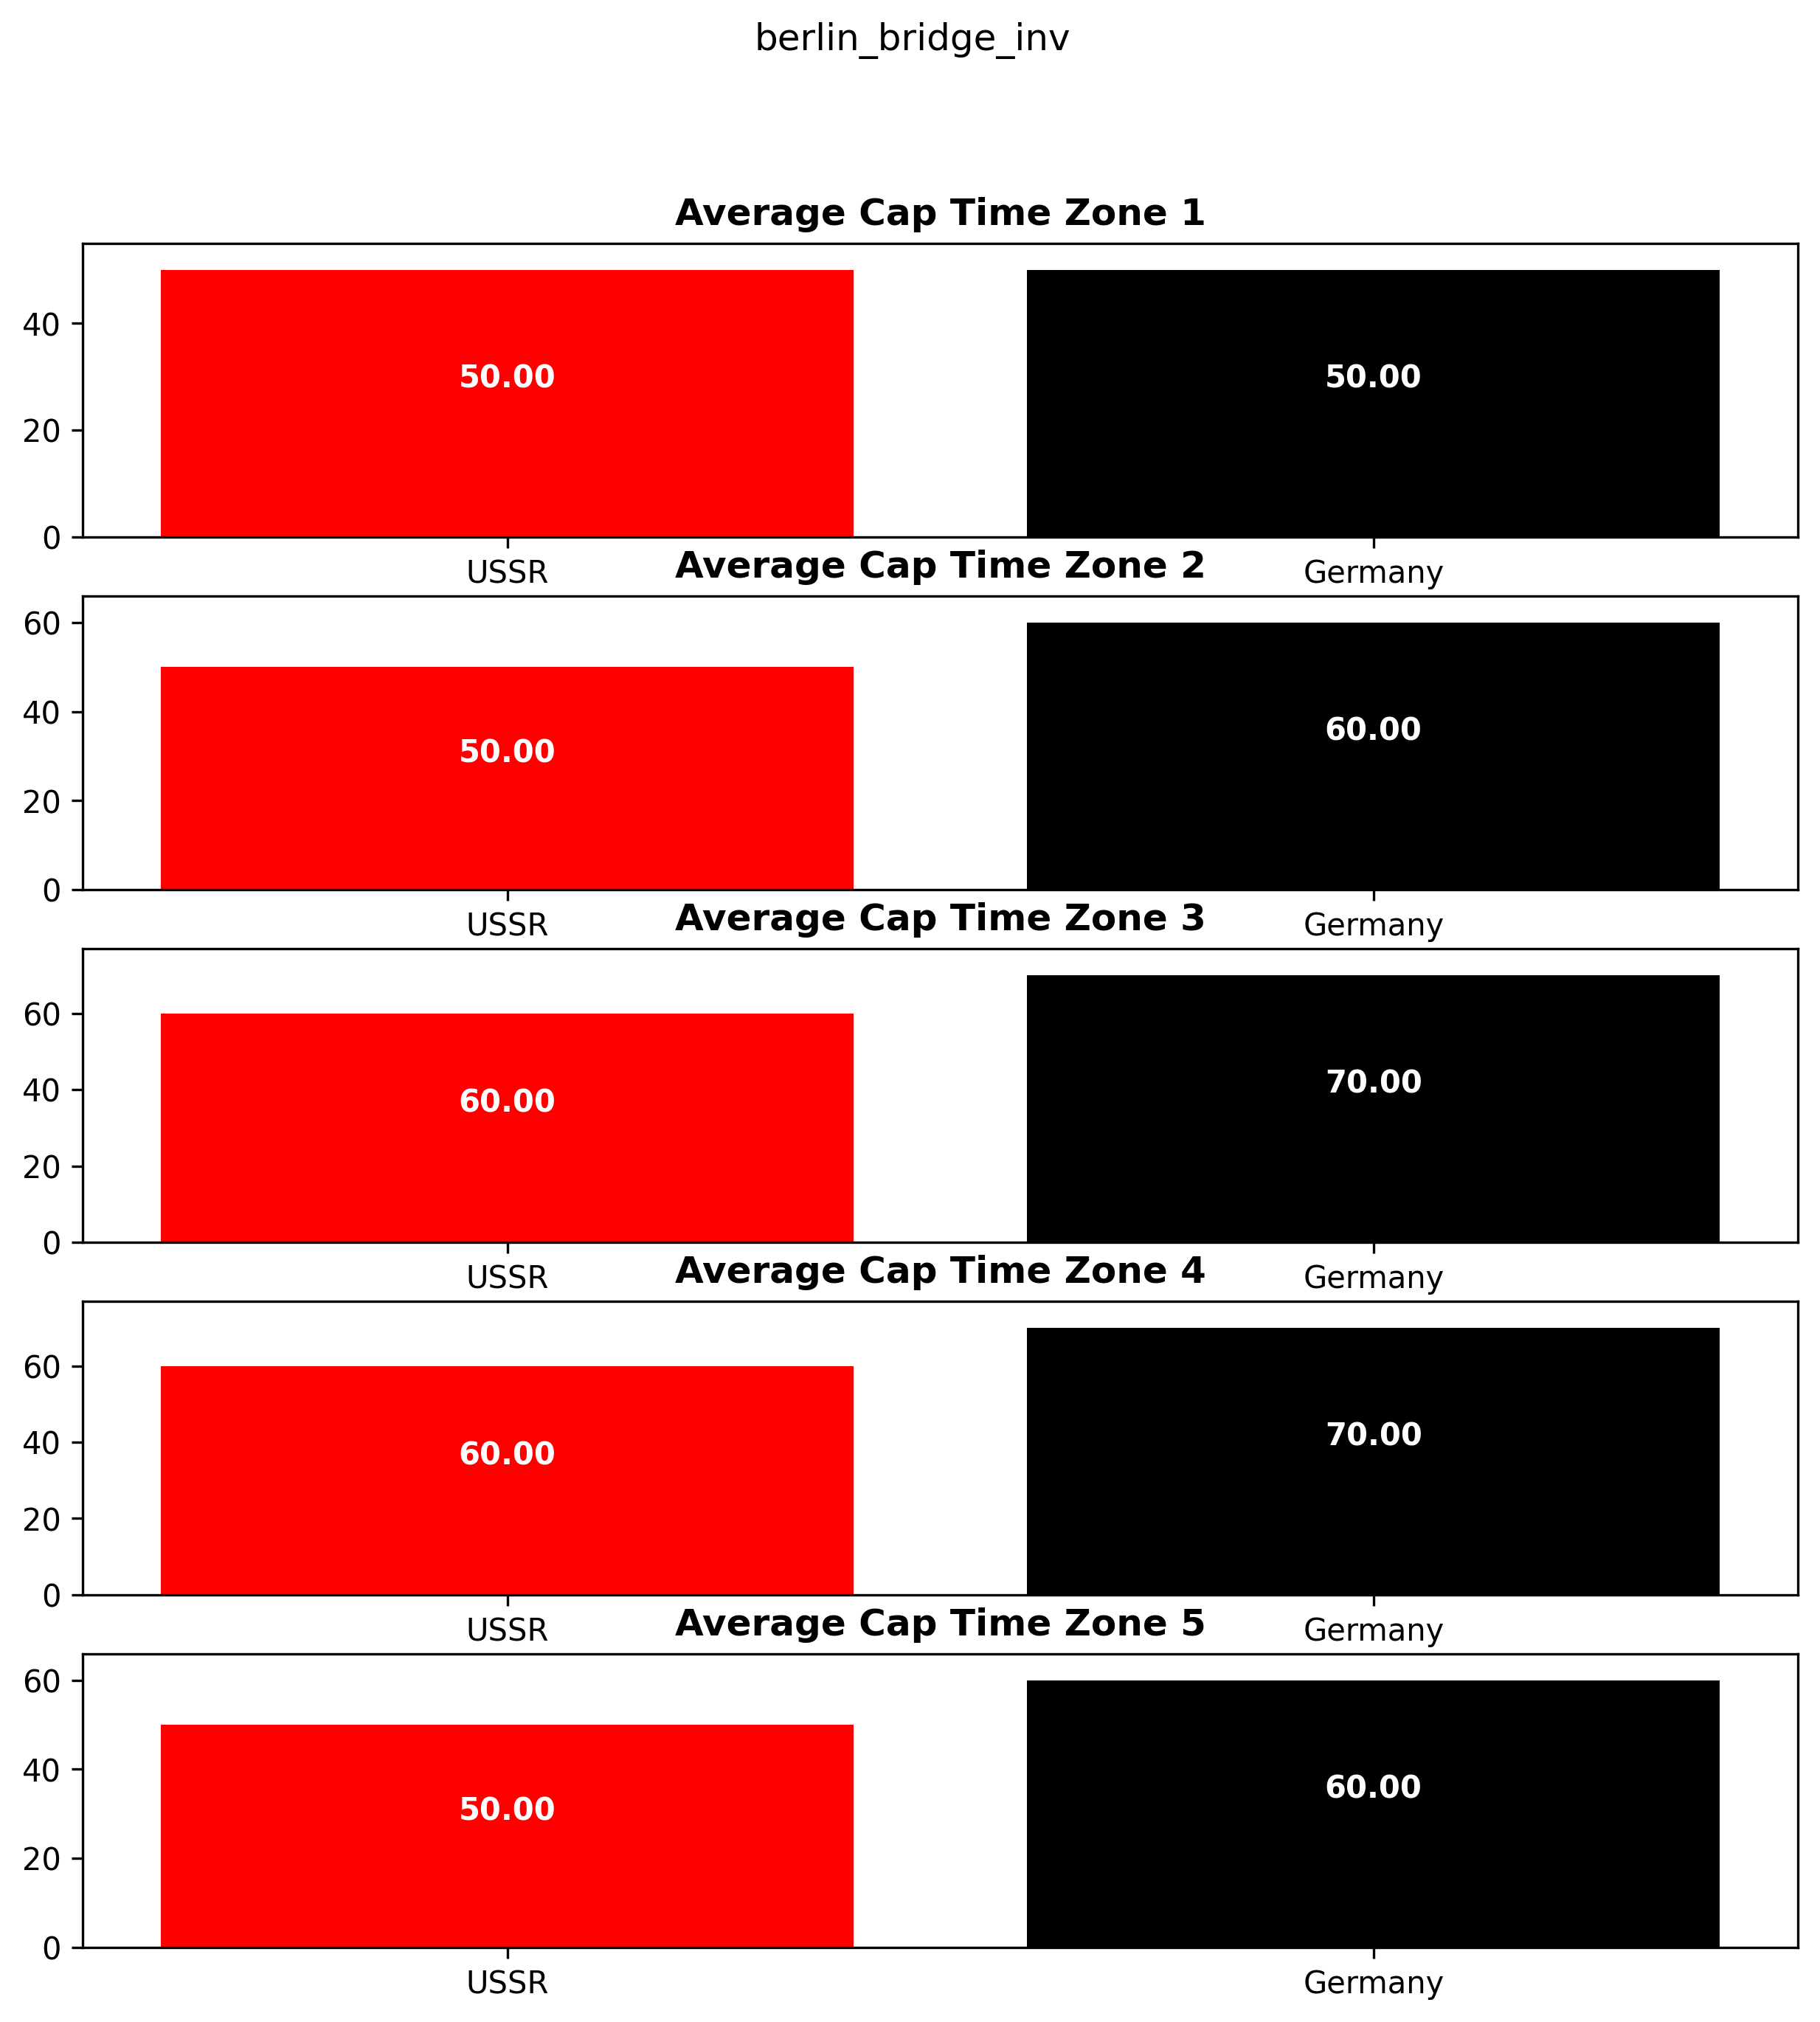 berlin_bridge_inv
Average Cap Time Zone 1
40
20
0
50.00 50.00
USSR Germany
Average Cap Time Zone 2
60
40
20
0
50.00 60.00
USSR Germany
Average Cap Time Zone 3
60
40
20
0
60.00 70.00
USSR Germany
Average Cap Time Zone 4
60
40
20
0
60.00 70.00
USSR Germany
Average Cap Time Zone 5
60
40
20
0
50.00 60.00
USSR Germany